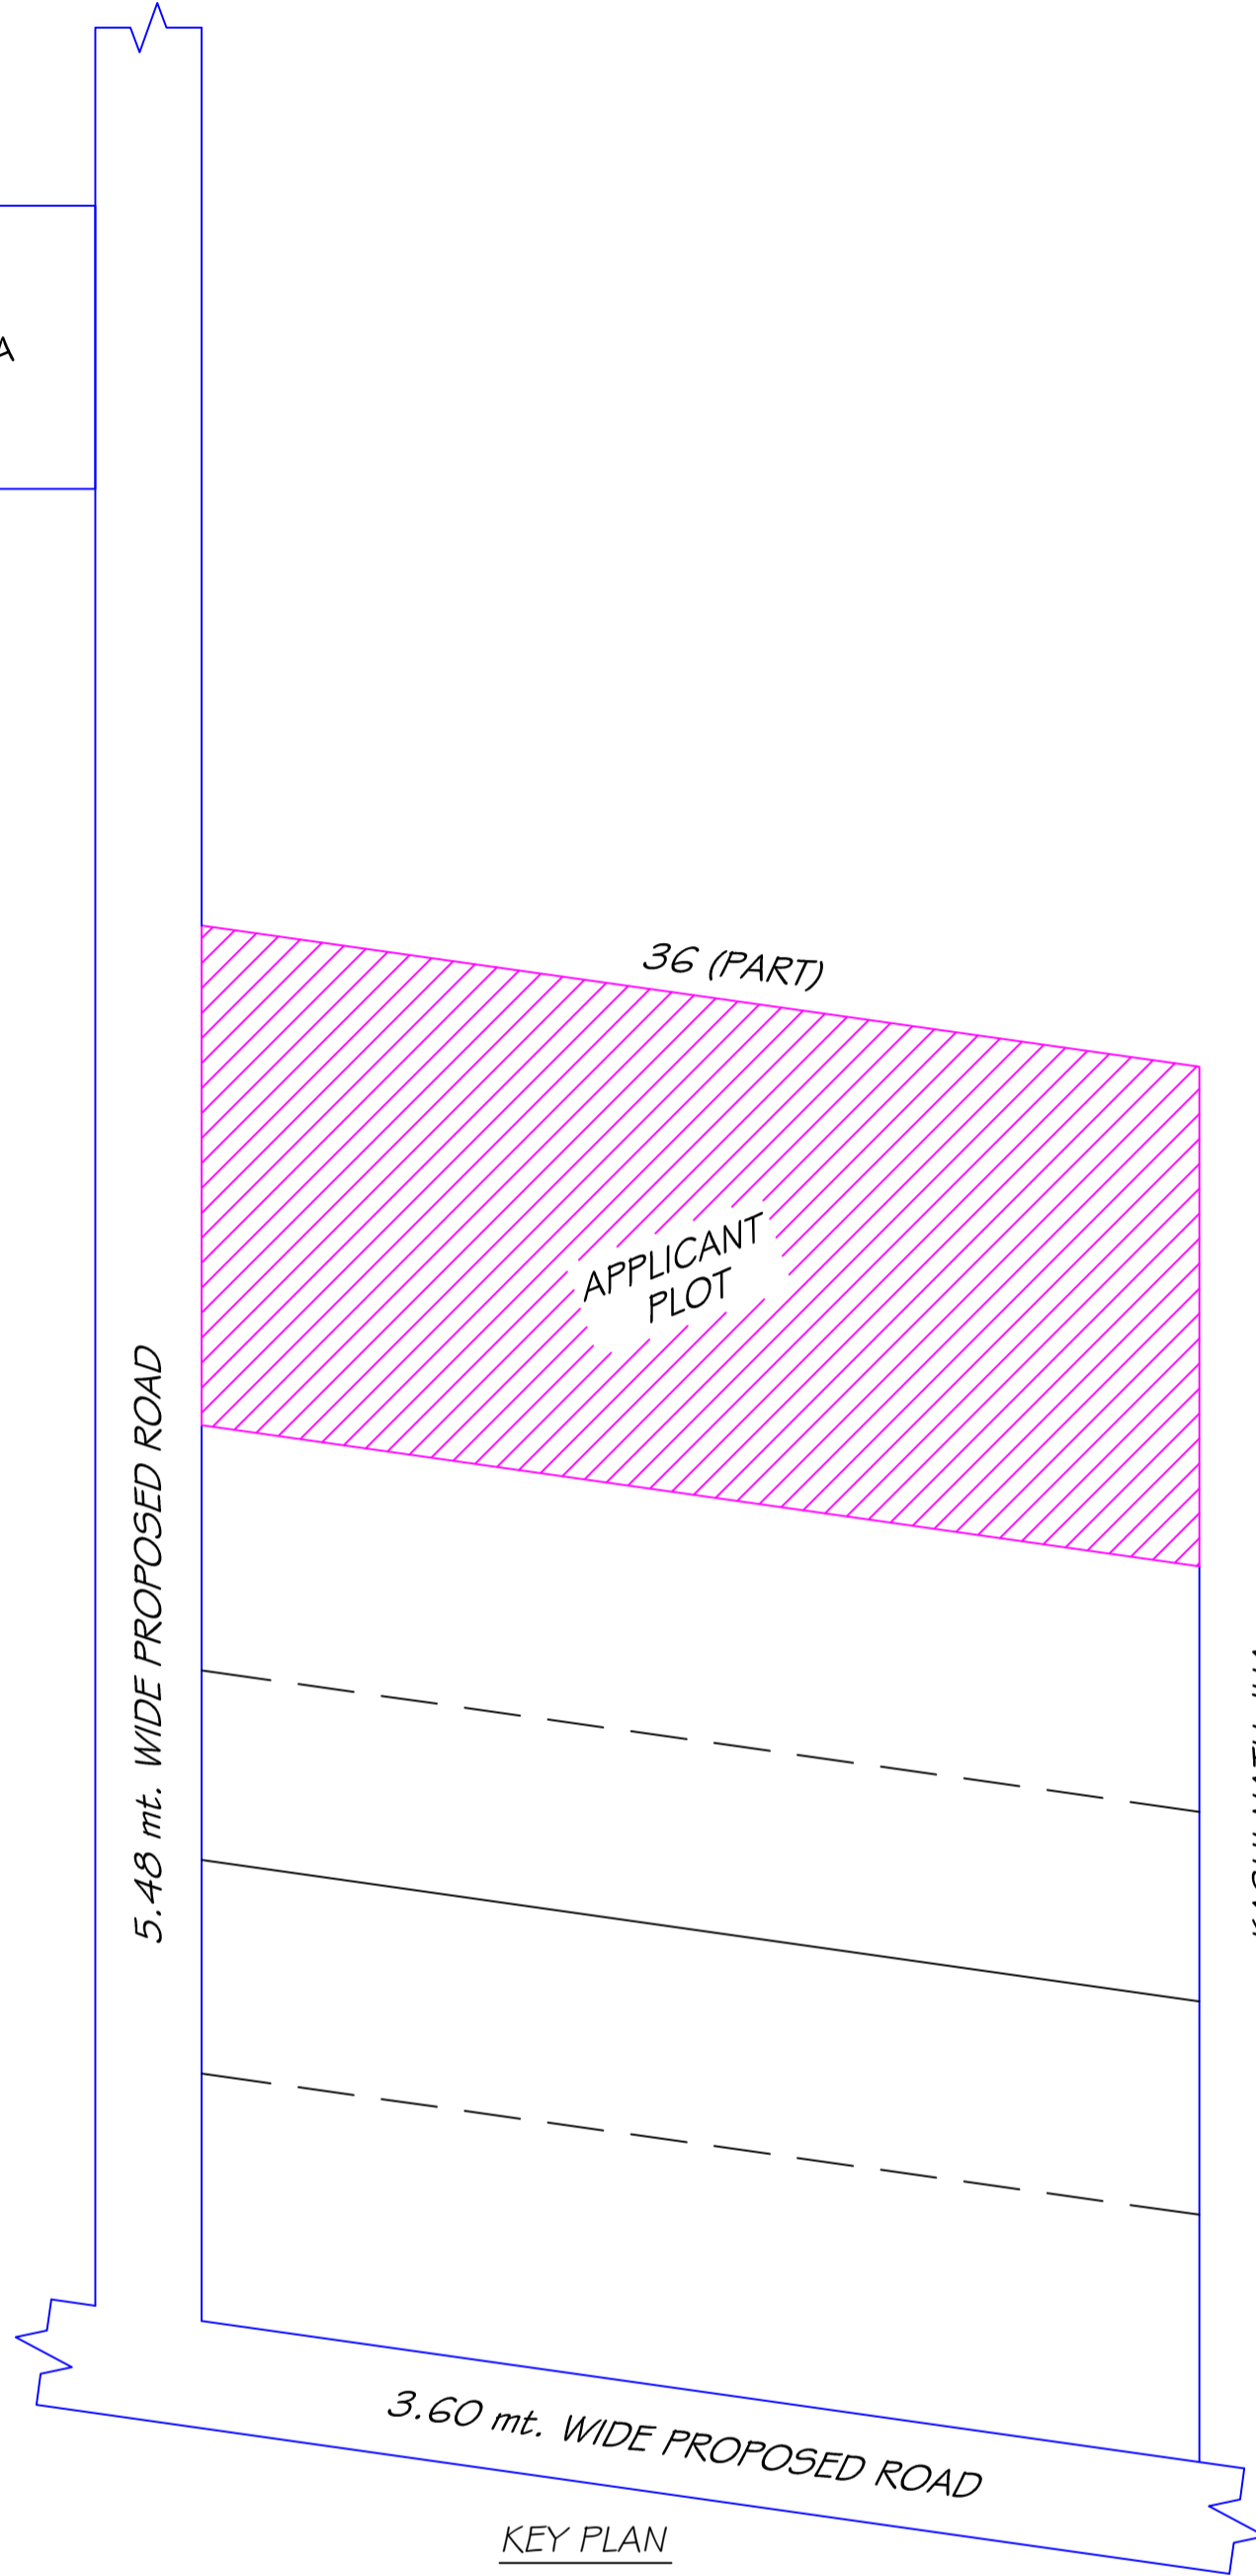 36 (PART)
APPLICANT
PLOT
5.48 mt. WIDE PROPOSED ROAD
3.60 mt. WIDE PROPOSED ROAD
KEY PLAN